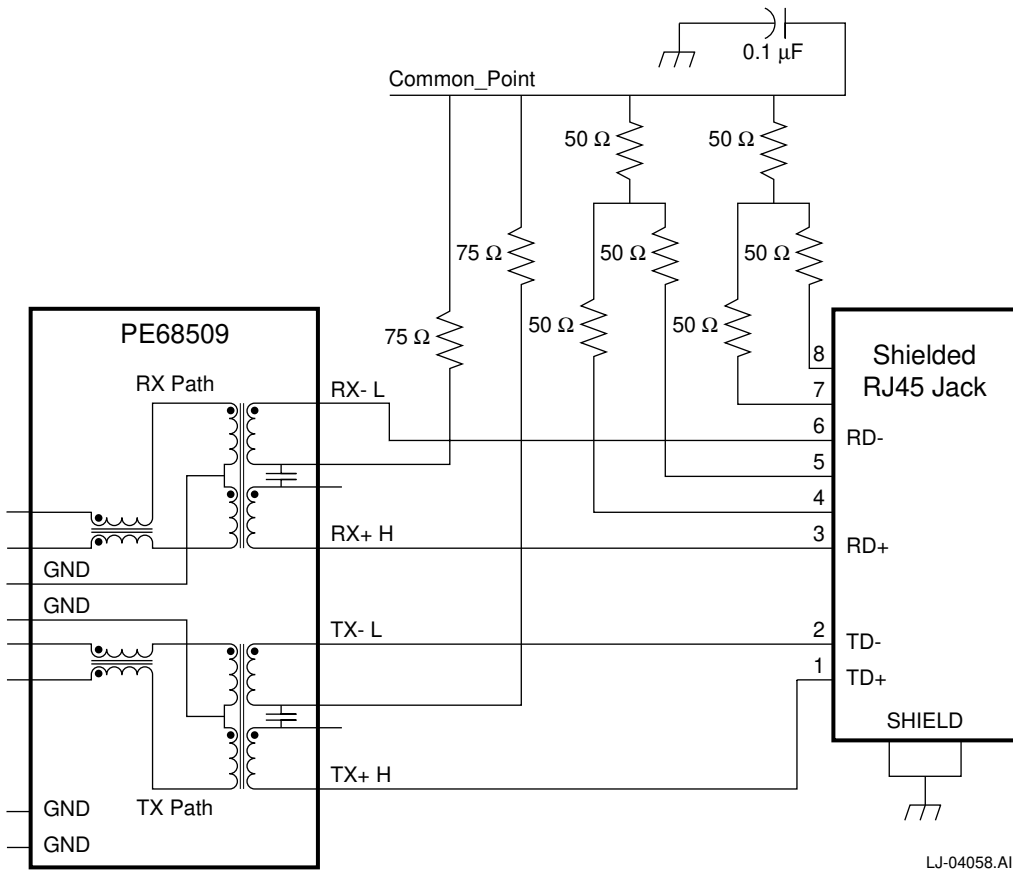 0.1 µF
Common_Point
50 Ω
50 Ω
75 Ω
50 Ω
50 Ω
75 Ω
50 Ω
50 Ω
PE68509
RX Path
RX- L
RX+ H
GND
GND
TX- L
TX+ H
TX Path
GND
GND
Shielded
RJ45 Jack
8
7
6 RD-
5
4
3 RD+
2 TD-
1 TD+
SHIELD
LJ-04058.AI